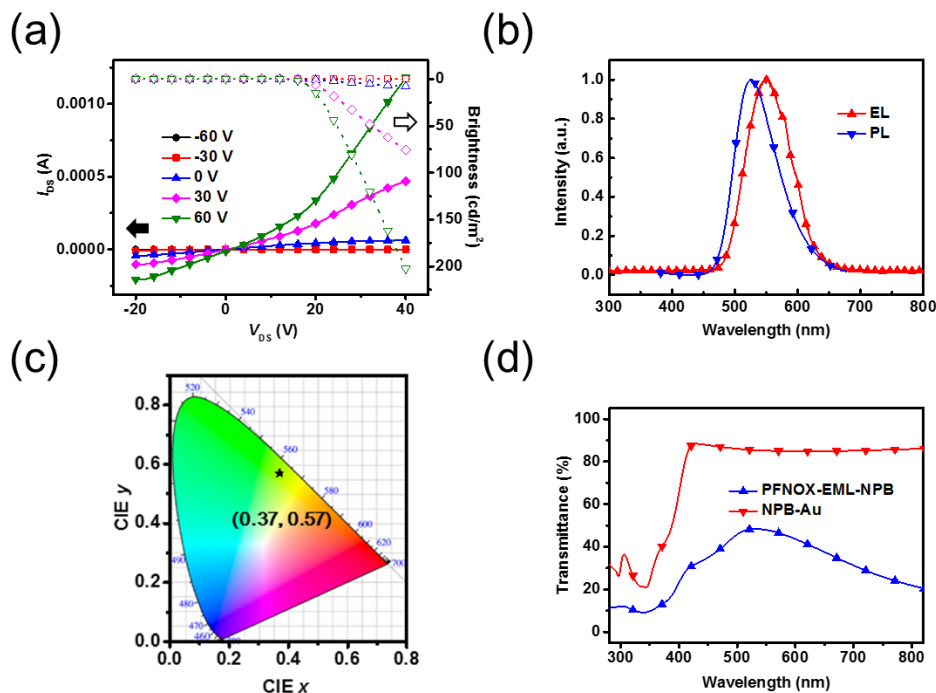 (a)
0.0010
0.0005
0.0000
I_DS (A)
-60 V
-30 V
0 V
30 V
60 V
0
50
100
150
200
Brightness (cd/m²)
-20 -10 0 10 20 30 40
V_DS (V)
(b)
1.0
0.8
0.6
0.4
0.2
0.0
Intensity (a.u.)
EL
PL
300 400 500 600 700 800
Wavelength (nm)
(c)
0.8
0.6
0.4
0.2
0.0
CIE y
520
540
560
580
600
620
700
490
480
470
460
(0.37, 0.57)
0.0 0.2 0.4 0.6 0.8
CIE x
(d)
100
80
60
40
20
0
Transmittance (%)
PFNOX-EML-NPB
NPB-Au
300 400 500 600 700 800
Wavelength (nm)